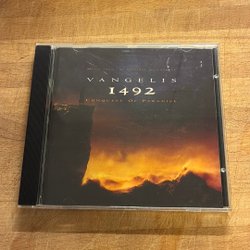 VANGELIS
1492
CONQUEST OF PARADISE